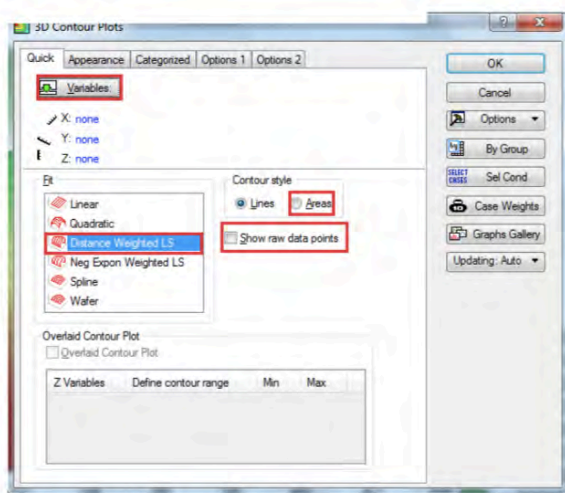 3D Contour Plots
Quick Appearance Categorized Options 1 Options 2
Variables:
X: none
Y: none
Z: none
Fit
Linear
Quadratic
Distance Weighted LS
Neg Expon Weighted LS
Spline
Wafer
Contour style
Lines Areas
Show raw data points
Overlaid Contour Plot
Overlaid Contour Plot
Z Variables Define contour range Min Max
OK
Cancel
Options
By Group
SELECT CASES Sel Cond
Case Weights
Graphs Gallery
Updating: Auto